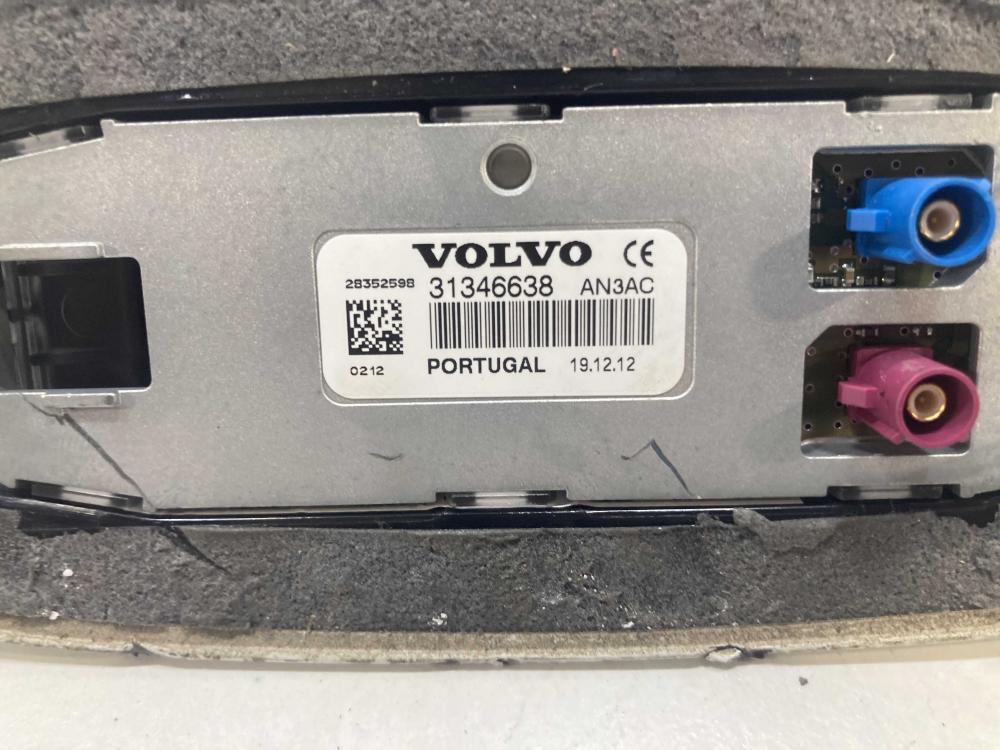 VOLVO CE
28352598 31346638 AN3AC
0212 PORTUGAL 19.12.12